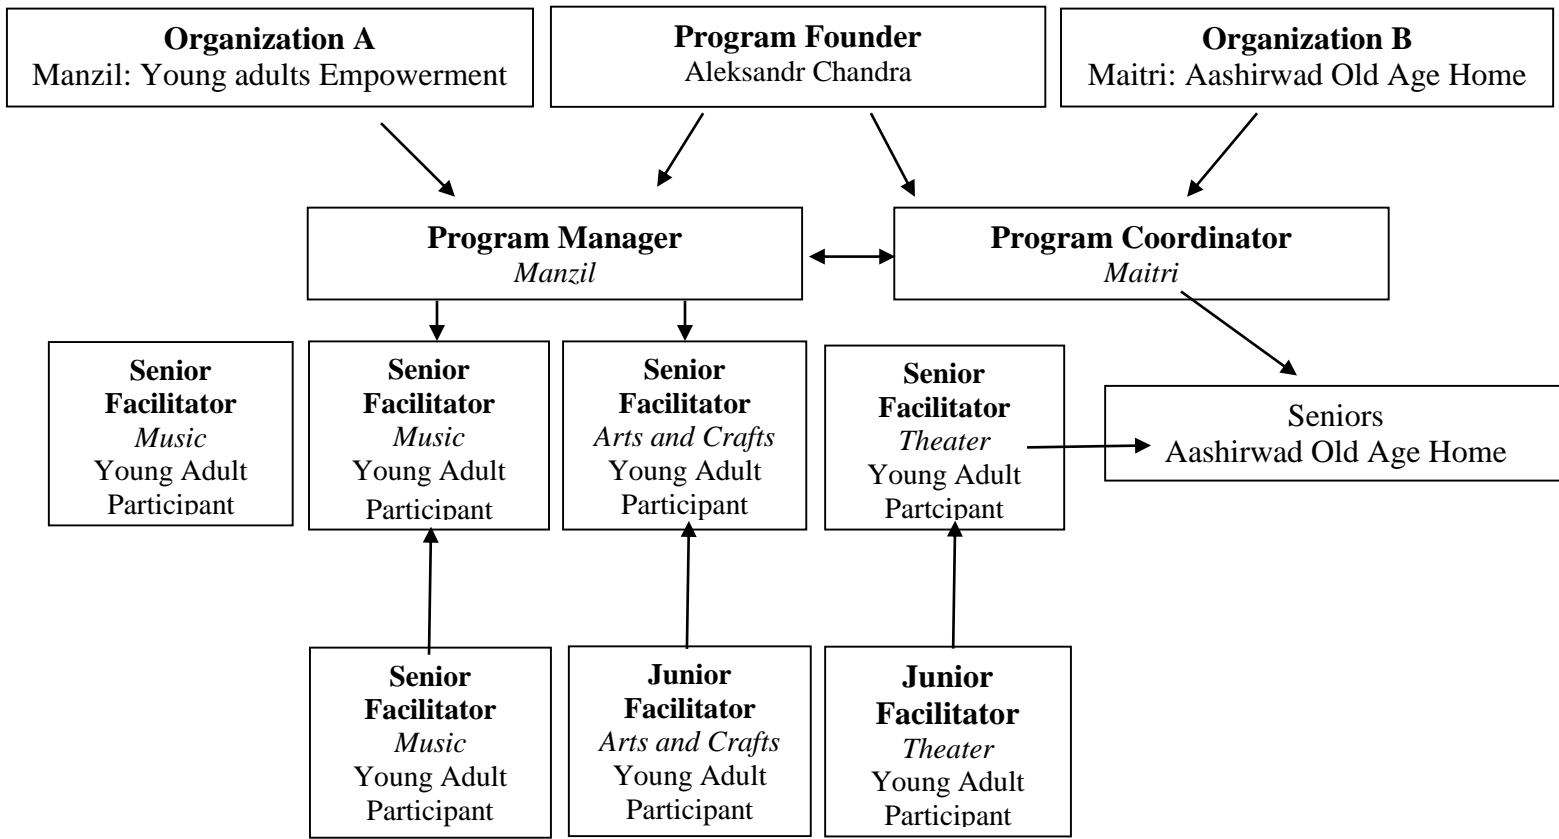 Organization A
Manzil: Young adults Empowerment
Program Founder
Aleksandr Chandra
Organization B
Maitri: Aashirwad Old Age Home
Program Manager
Manzil
Program Coordinator
Maitri
Senior
Facilitator
Music
Young Adult
Participant
Senior
Facilitator
Music
Young Adult
Participant
Senior
Facilitator
Arts and Crafts
Young Adult
Participant
Senior
Facilitator
Theater
Young Adult
Partcipant
Seniors
Aashirwad Old Age Home
Senior
Facilitator
Music
Young Adult
Participant
Junior
Facilitator
Arts and Crafts
Young Adult
Participant
Junior
Facilitator
Theater
Young Adult
Participant